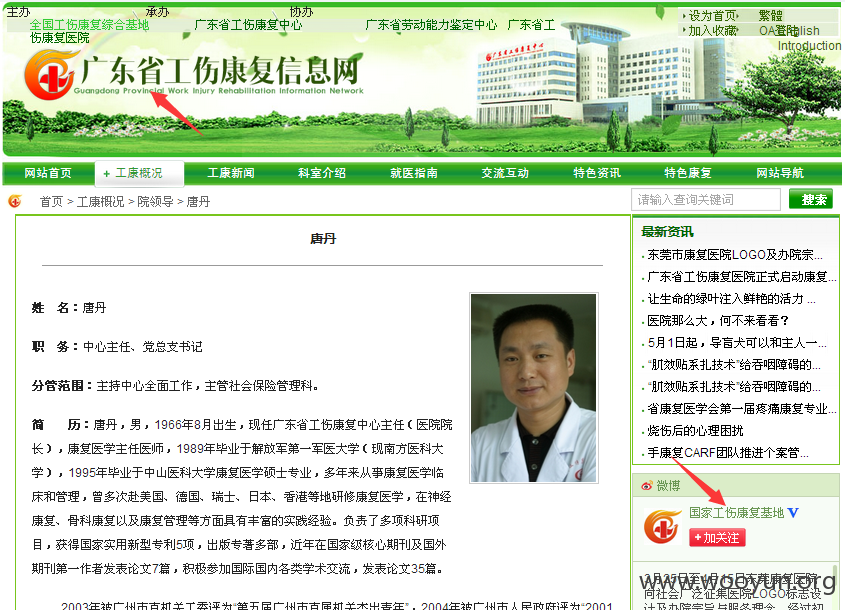 主办
承办
协办
全国工伤康复综合基地
广东省工伤康复中心
广东省劳动能力鉴定中心
广东省工
伤康复医院
设为首页
繁體
加入收藏
OA登陆
English
Introduction
广东省工伤康复信息网
Guangdong Provincial Work Injury Rehabilitation Information Network
网站首页
+ 工康概况
工康新闻
科室介绍
就医指南
交流互动
特色资讯
特色康复
网站导航
首页 > 工康概况 > 院领导 > 唐丹
请输入查询关键词
搜索
唐丹
姓 名：唐丹
职 务：中心主任、党总支书记
分管范围：主持中心全面工作，主管社会保险管理科。
简 历：唐丹，男，1966年8月出生，现任广东省工伤康复中心主任（医院院
长），康复医学主任医师，1989年毕业于解放军第一军医大学（现南方医科大
学），1995年毕业于中山医科大学康复医学硕士专业，多年来从事康复医学临
床和管理，曾多次赴美国、德国、瑞士、日本、香港等地研修康复医学，在神经
康复、骨科康复以及康复管理等方面具有丰富的实践经验。负责了多项科研项
目，获得国家实用新型专利5项，出版专著多部，近年在国家级核心期刊及国外
期刊第一作者发表论文7篇，积极参加国际国内各类学术交流，发表论文35篇。
2003年被广州市直机关工委评为“第五届广州市直属机关杰出青年”，2004年被广州市人民政府评为“2001
最新资讯
东莞市康复医院LOGO及办院宗...
广东省工伤康复医院正式启动康复...
让生命的绿叶注入鲜艳的活力 ...
医院那么大，何不来看看？
5月1日起，导盲犬可以和主人一...
“肌效贴系扎技术”给吞咽障碍的...
“肌效贴系扎技术”给吞咽障碍的...
省康复医学会第一届疼痛康复专业...
烧伤后的心理困扰
手康复CARF团队推进个案管...
微博
国家工伤康复基地
+加关注
3月25日至4月15日东莞康复医院
向社会广泛征集医院LOGO标志设
计及办院宗旨与服务理念，经过初
www.wooyun.org